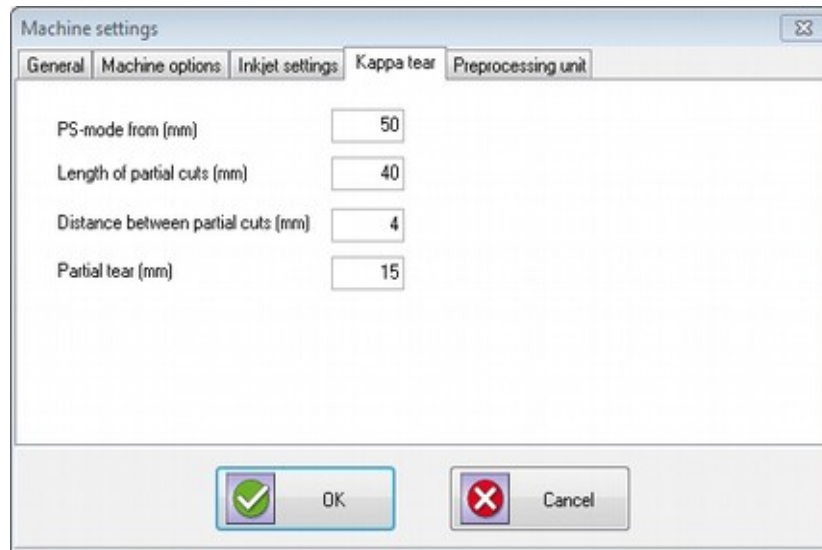 Machine settings
General Machine options Inkjet settings Kappa tear Preprocessing unit
PS-mode from (mm) 50
Length of partial cuts (mm) 40
Distance between partial cuts (mm) 4
Partial tear (mm) 15
OK Cancel